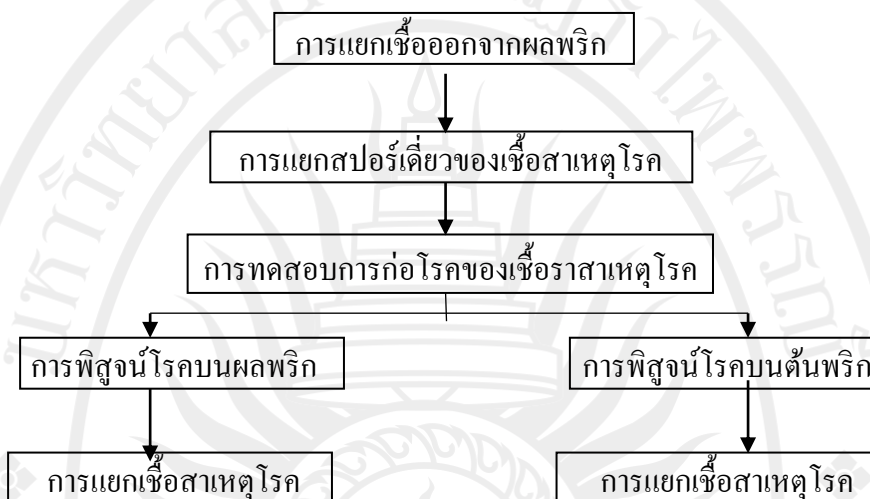 การแยกเชื้อออกจากผลพริก
การแยกสปอร์เดี่ยวของเชื้อสาเหตุโรค
การทดสอบการก่อโรคของเชื้อราสาเหตุโรค
การพิสูจน์โรคบนผลพริก
การพิสูจน์โรคบนต้นพริก
การแยกเชื้อสาเหตุโรค
การแยกเชื้อสาเหตุโรค